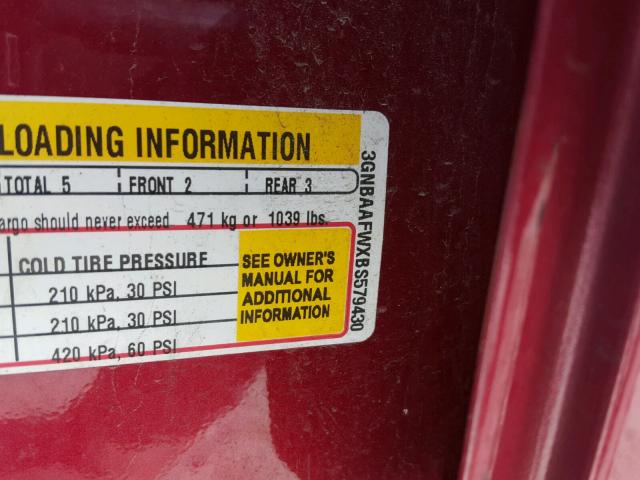 LOADING INFORMATION
TOTAL 5 FRONT 2 REAR 3
argo should never exceed 471 kg or 1039 lbs.
COLD TIRE PRESSURE
210 kPa, 30 PSI
210 kPa, 30 PSI
420 kPa, 60 PSI
SEE OWNER'S
MANUAL FOR
ADDITIONAL
INFORMATION
3GNBAAFWXBS579430